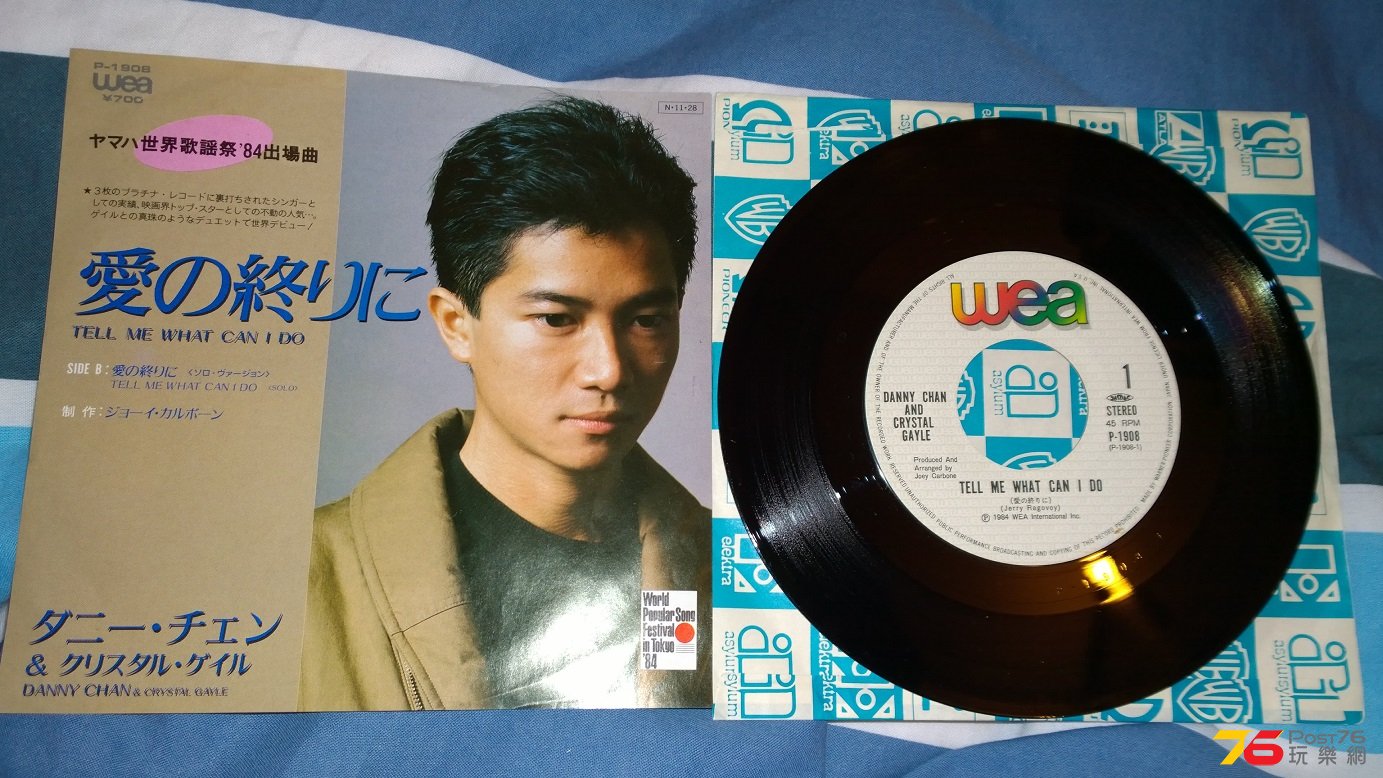 P-1908
wea
¥700
N・11・28
ヤマハ世界歌謡祭'84出場曲
★3枚のプラチナ・レコードに裏打ちされたシンガーと
しての実績、映画界トップ・スターとしての不動の人気…。
ゲイルとの真珠のようなデュエットで世界デビュー!
愛の終りに
TELL ME WHAT CAN I DO
SIDE B:愛の終りに〈ソロ・ヴァージョン〉
TELL ME WHAT CAN I DO 〈SOLO〉
制作:ジョーイ・カルボーン
World
Popular Song
Festival
in Tokyo
'84
ダニー・チェン
& クリスタル・ゲイル
DANNY CHAN & CRYSTAL GAYLE
wea
DANNY CHAN
AND
CRYSTAL
GAYLE
Produced And
Arranged by
Joey Carbone
1
STEREO
45 RPM
P-1908
(P-1908-1)
TELL ME WHAT CAN I DO
(愛の終りに)
(Jerry Ragovoy)
Ⓟ 1984 WEA International Inc.
asylum
elektra
76 POST76
玩樂網